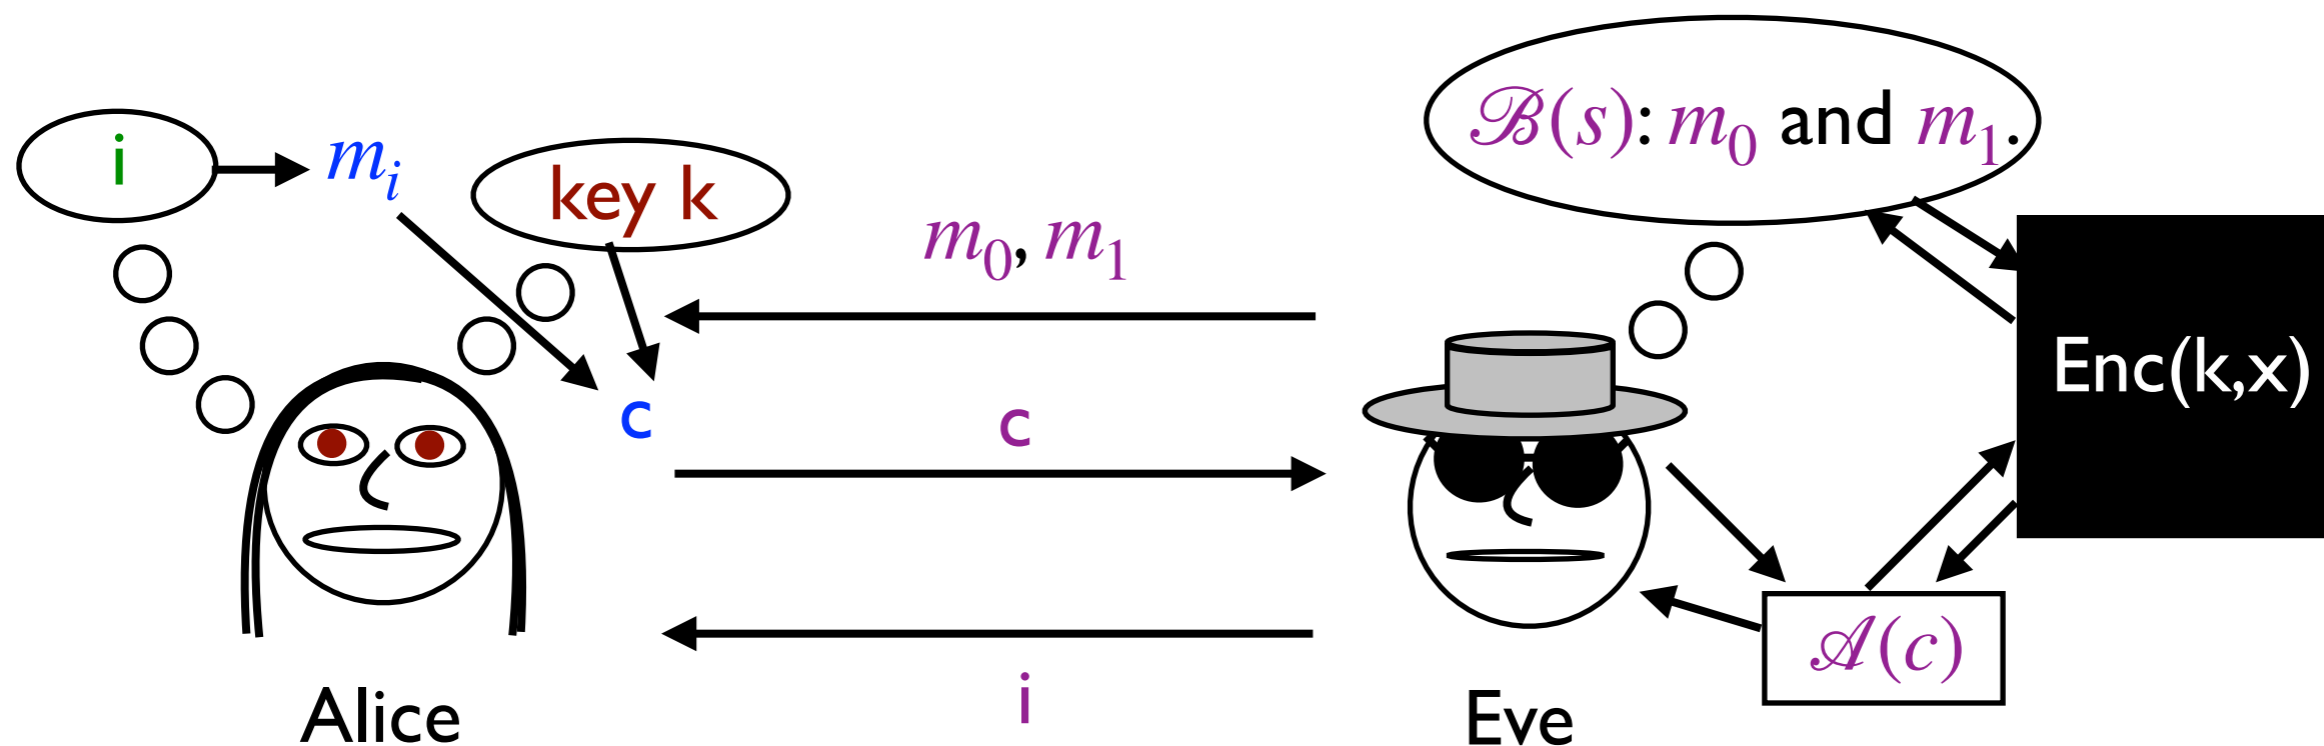 i
mᵢ
key k
m₀, m₁
ℬ(s): m₀ and m₁.
Enc(k,x)
c
c
𝒜(c)
i
Alice
Eve